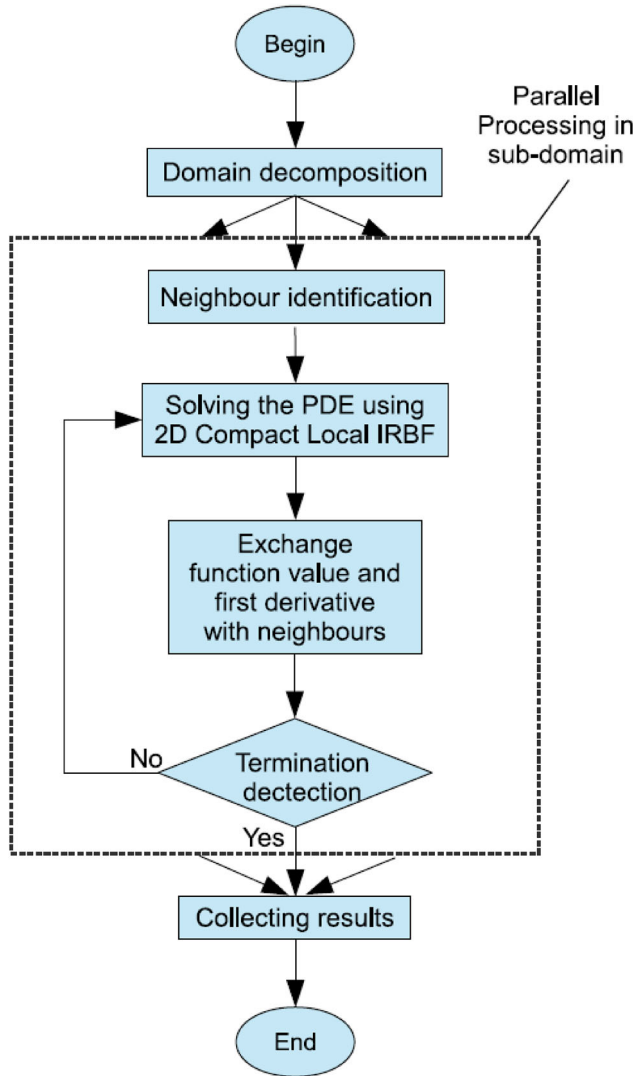 Begin
Parallel
Processing in
sub-domain
Domain decomposition
Neighbour identification
Solving the PDE using
2D Compact Local IRBF
Exchange
function value and
first derivative
with neighbours
No
Termination
dectection
Yes
Collecting results
End